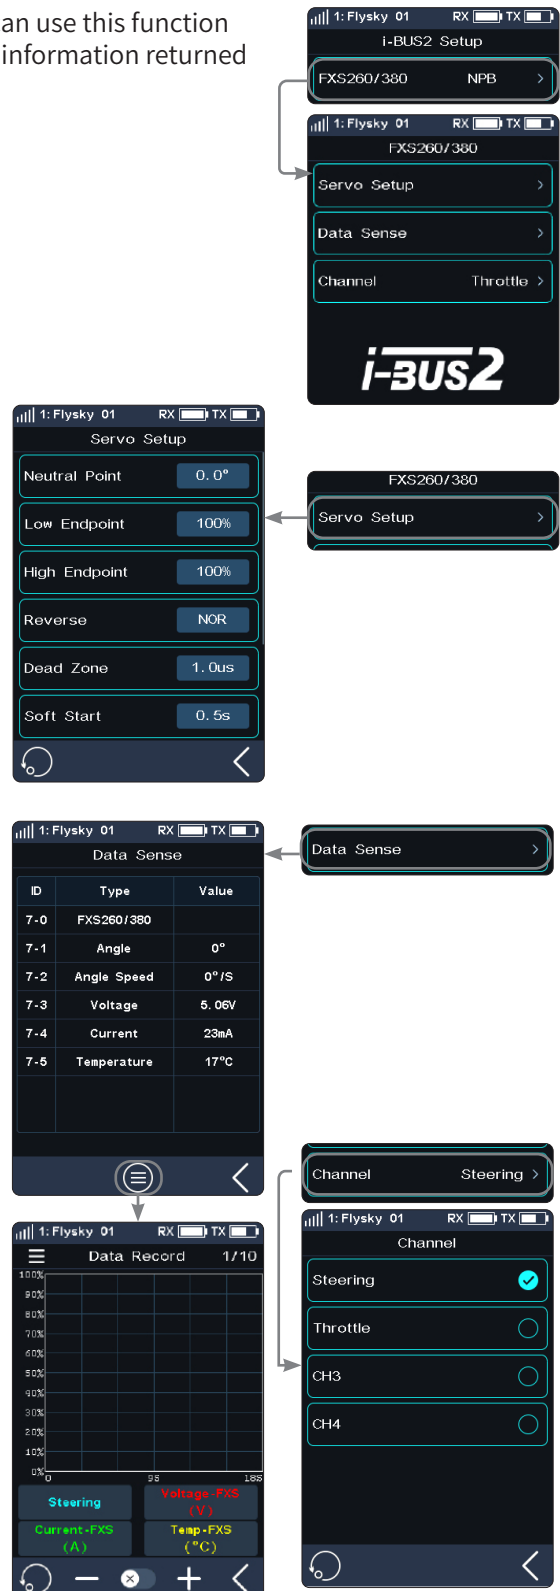 an use this function
information returned
1: Flysky 01 RX TX
i-BUS2 Setup
FXS260/380 NPB >
1: Flysky 01 RX TX
FXS260/380
Servo Setup >
Data Sense >
Channel Throttle >
i-BUS2
1: Flysky 01 RX TX
Servo Setup
Neutral Point 0.0°
Low Endpoint 100%
High Endpoint 100%
Reverse NOR
Dead Zone 1.0us
Soft Start 0.5s
FXS260/380
Servo Setup >
1: Flysky 01 RX TX
Data Sense
ID Type Value
7-0 FXS260/380
7-1 Angle 0°
7-2 Angle Speed 0°/S
7-3 Voltage 5.06V
7-4 Current 23mA
7-5 Temperature 17°C
Data Sense >
1: Flysky 01 RX TX
Data Record 1/10
100%
90%
80%
70%
60%
50%
40%
30%
20%
10%
0%
0 9S 18S
Steering
Voltage-FXS
(V)
Current-FXS
(A)
Temp-FXS
(°C)
Channel Steering >
1: Flysky 01 RX TX
Channel
Steering
Throttle
CH3
CH4